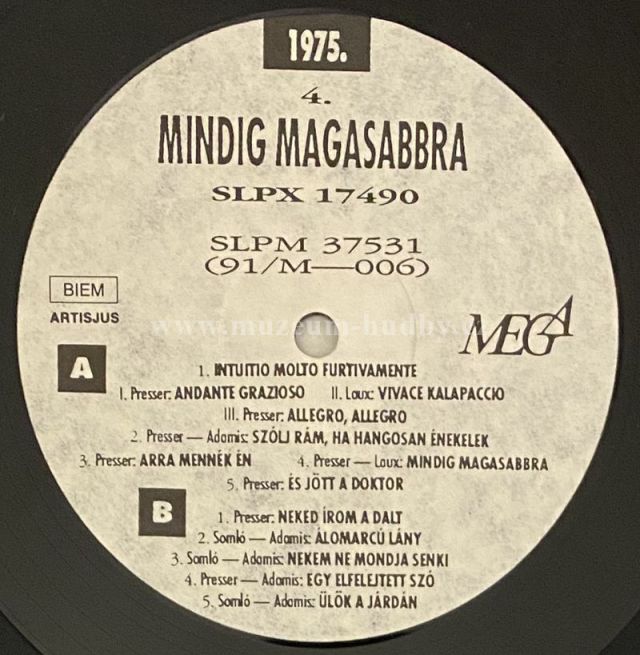 1975.
4.
MINDIG MAGASABBRA
SLPX 17490
SLPM 37531
(91/M—006)
BIEM
ARTISJUS
www.muzeum-hudby.cz
MEGA
A
1. INTUITIO MOLTO FURTIVAMENTE
I. Presser: ANDANTE GRAZIOSO II. Laux: VIVACE KALAPACCIO
III. Presser: ALLEGRO, ALLEGRO
2. Presser — Adamis: SZÓLJ RÁM, HA HANGOSAN ÉNEKELEK
3. Presser: ARRA MENNÉK ÉN 4. Presser — Laux: MINDIG MAGASABBRA
5. Presser: ÉS JÖTT A DOKTOR
B
1. Presser: NEKED ÍROM A DALT
2. Somló — Adamis: ÁLOMARCÚ LÁNY
3. Somló — Adamis: NEKEM NE MONDJA SENKI
4. Presser — Adamis: EGY ELFELEJTETT SZÓ
5. Somló — Adamis: ÜLÖK A JÁRDÁN